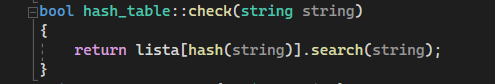 bool hash_table::check(string string)
{
return lista[hash(string)].search(string);
}